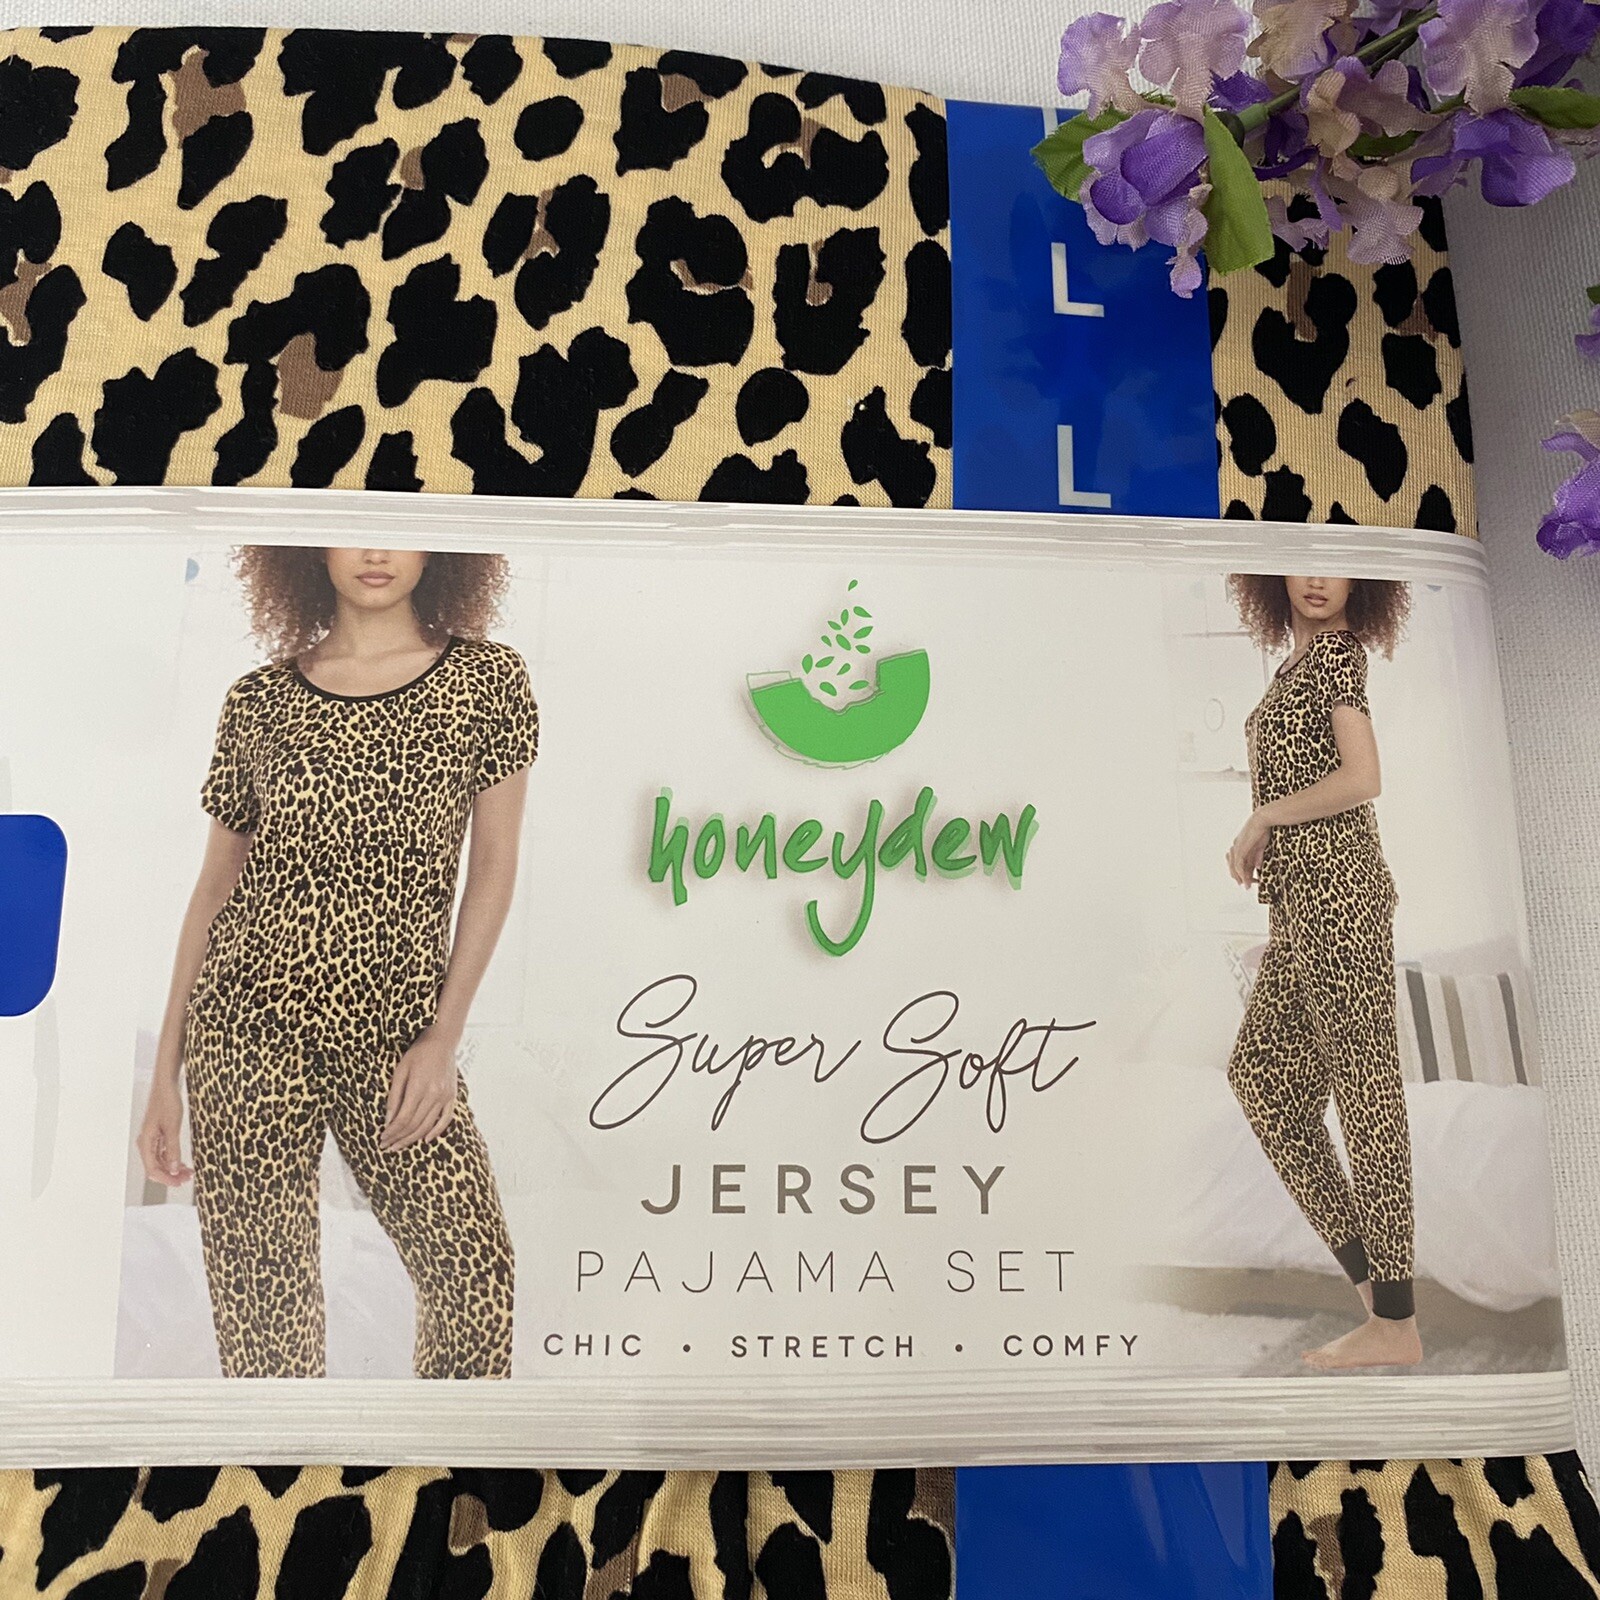 L
L
honeydew
Super Soft
JERSEY
PAJAMA SET
CHIC • STRETCH • COMFY